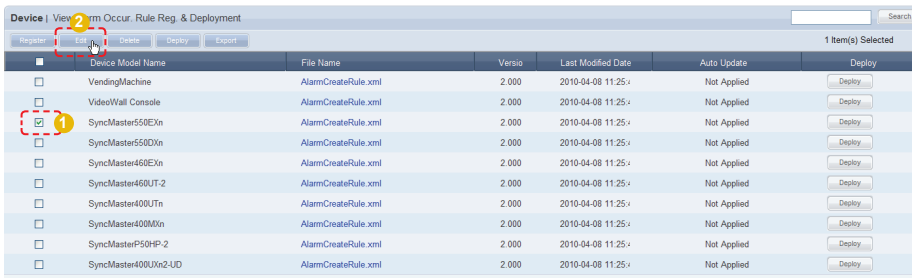 Device | View Alarm Occur. Rule Reg. & Deployment Search
Register Edit Delete Deploy Export 1 Item(s) Selected
2
Device Model Name File Name Versio Last Modified Date Auto Update Deploy
VendingMachine AlarmCreateRule.xml 2.000 2010-04-08 11:25: Not Applied Deploy
VideoWall Console AlarmCreateRule.xml 2.000 2010-04-08 11:25: Not Applied Deploy
1 SyncMaster550EXn AlarmCreateRule.xml 2.000 2010-04-08 11:25: Not Applied Deploy
SyncMaster550DXn AlarmCreateRule.xml 2.000 2010-04-08 11:25: Not Applied Deploy
SyncMaster460EXn AlarmCreateRule.xml 2.000 2010-04-08 11:25: Not Applied Deploy
SyncMaster460UT-2 AlarmCreateRule.xml 2.000 2010-04-08 11:25: Not Applied Deploy
SyncMaster400UTn AlarmCreateRule.xml 2.000 2010-04-08 11:25: Not Applied Deploy
SyncMaster400MXn AlarmCreateRule.xml 2.000 2010-04-08 11:25: Not Applied Deploy
SyncMasterP50HP-2 AlarmCreateRule.xml 2.000 2010-04-08 11:25: Not Applied Deploy
SyncMaster400UXn2-UD AlarmCreateRule.xml 2.000 2010-04-08 11:25: Not Applied Deploy